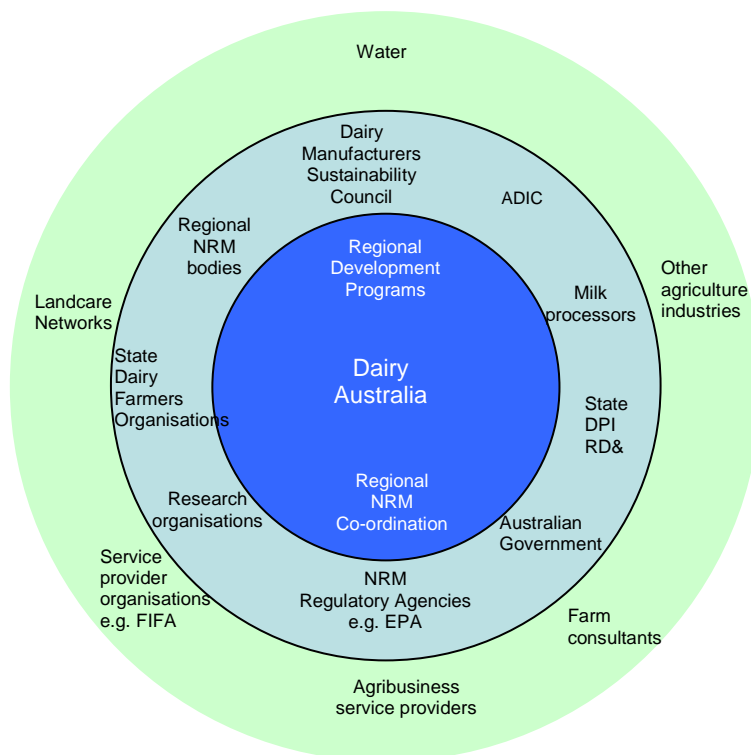 Water
Dairy
Manufacturers
Sustainability
Council
ADIC
Regional
NRM
bodies
Regional
Development
Programs
Other
agriculture
industries
Landcare
Networks
Milk
processors
State
Dairy
Farmers
Organisations
Dairy
Australia
State
DPI
RD&
Regional
NRM
Co-ordination
Research
organisations
Australian
Government
Service
provider
organisations
e.g. FIFA
NRM
Regulatory Agencies
e.g. EPA
Farm
consultants
Agribusiness
service providers